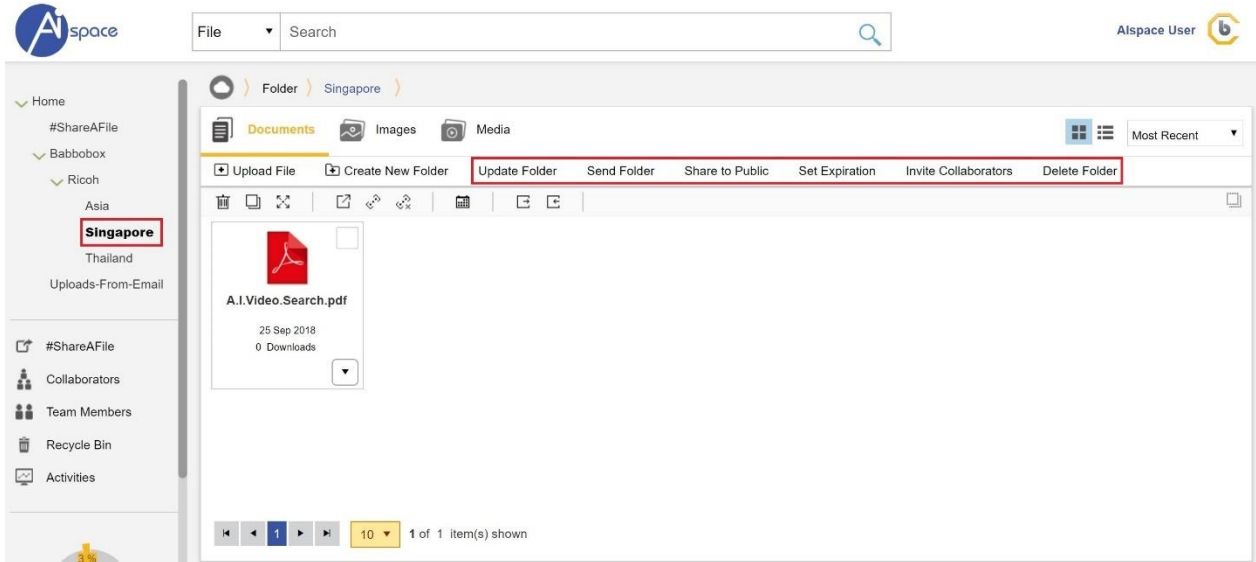 AI space
File
Search
AIspace User
b
Home
#ShareAFile
Babbobox
Ricoh
Asia
Singapore
Thailand
Uploads-From-Email
#ShareAFile
Collaborators
Team Members
Recycle Bin
Activities
3 %
Folder Singapore
Documents Images Media
Most Recent
Upload File Create New Folder Update Folder Send Folder Share to Public Set Expiration Invite Collaborators Delete Folder
A.I.Video.Search.pdf
25 Sep 2018
0 Downloads
1 10 1 of 1 item(s) shown